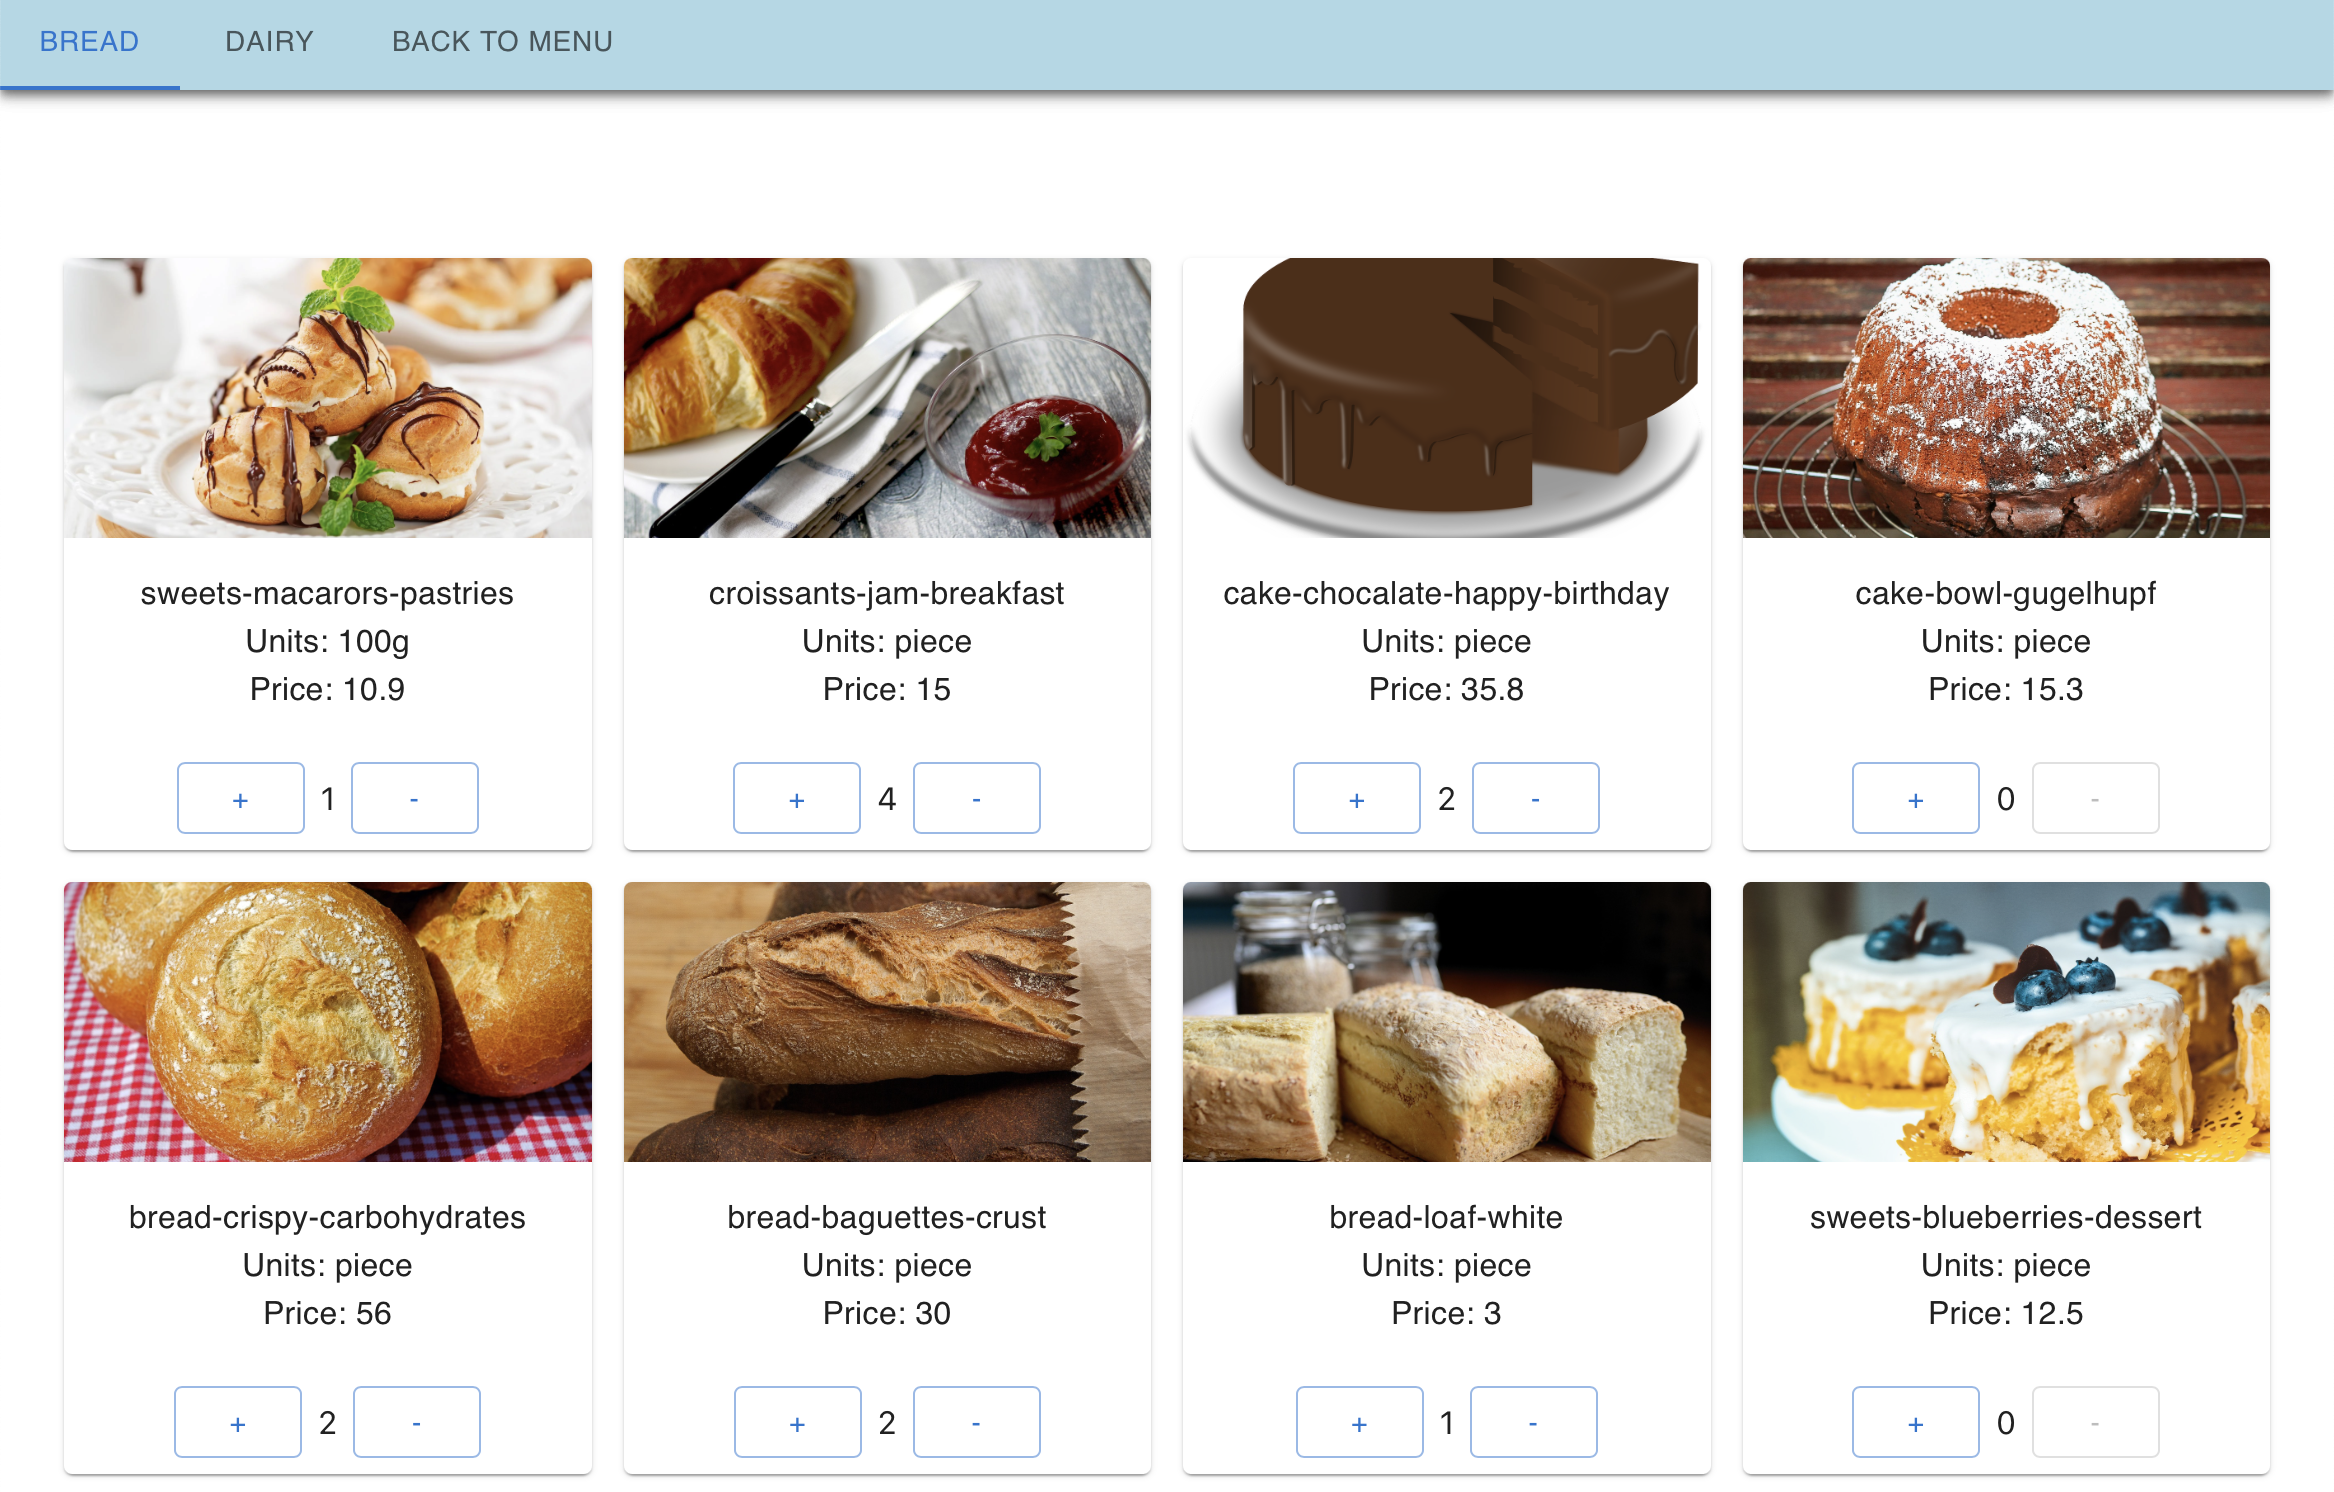 BREAD DAIRY BACK TO MENU
sweets-macarors-pastries
Units: 100g
Price: 10.9
+ 1 -
croissants-jam-breakfast
Units: piece
Price: 15
+ 4 -
cake-chocalate-happy-birthday
Units: piece
Price: 35.8
+ 2 -
cake-bowl-gugelhupf
Units: piece
Price: 15.3
+ 0 -
bread-crispy-carbohydrates
Units: piece
Price: 56
+ 2 -
bread-baguettes-crust
Units: piece
Price: 30
+ 2 -
bread-loaf-white
Units: piece
Price: 3
+ 1 -
sweets-blueberries-dessert
Units: piece
Price: 12.5
+ 0 -